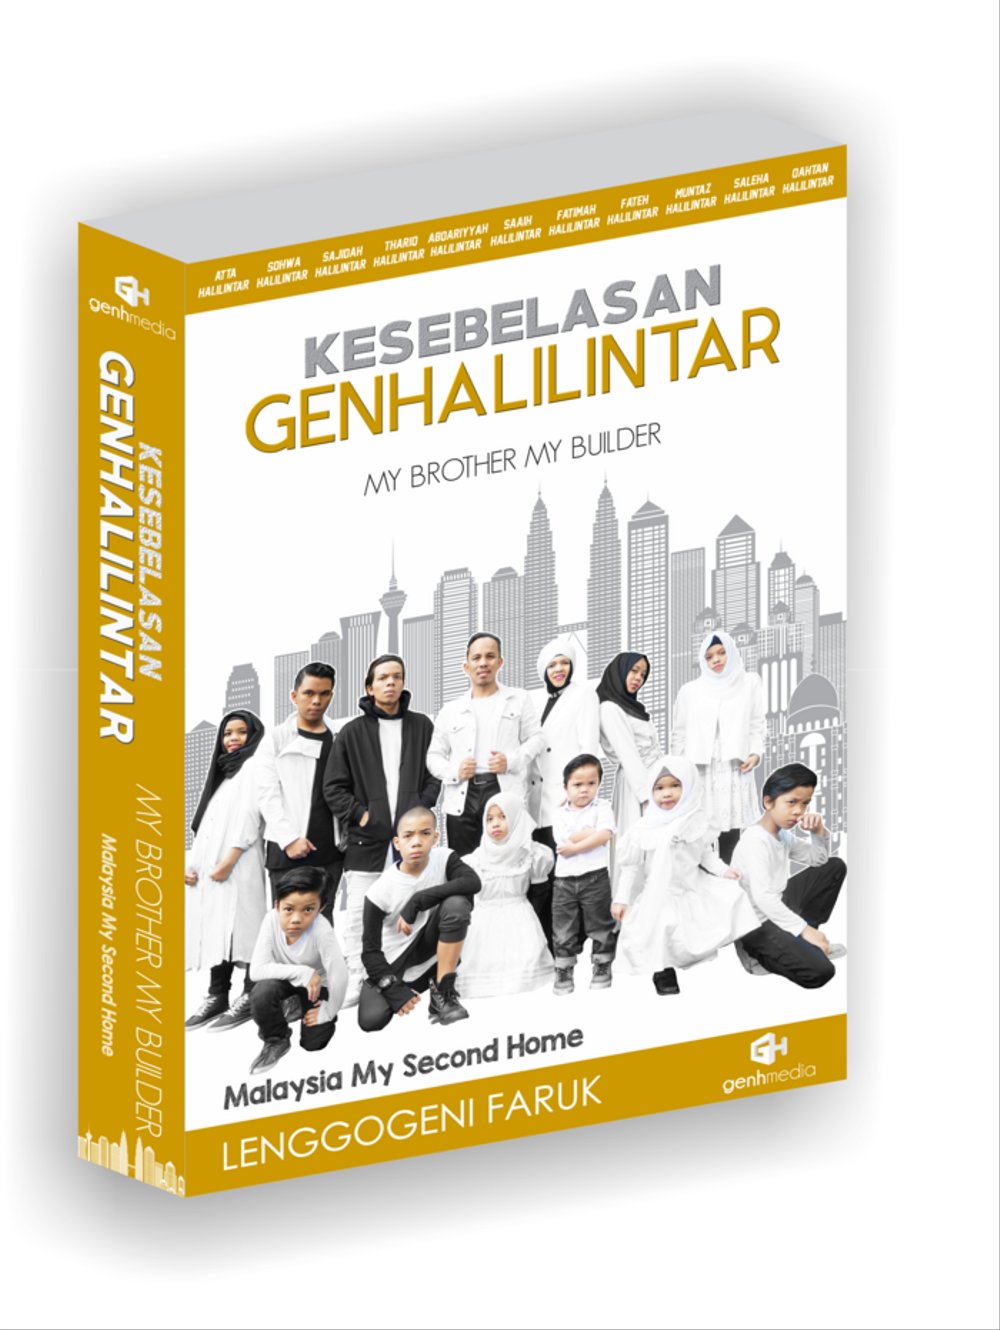 ATTA HALILINTAR
SOHWA HALILINTAR
SAJIDAH HALILINTAR
THARIQ HALILINTAR
ABQARIYYAH HALILINTAR
SAAIH HALILINTAR
FATIMAH HALILINTAR
FATEH HALILINTAR
MUNTAZ HALILINTAR
SALEHA HALILINTAR
QAHTAN HALILINTAR
KESEBELASAN
GENHALILINTAR
MY BROTHER MY BUILDER
Malaysia My Second Home
LENGGOGENI FARUK
GH
genhmedia
GH
genhmedia
KESEBELASAN
GENHALILINTAR
MY BROTHER MY BUILDER
Malaysia My Second Home